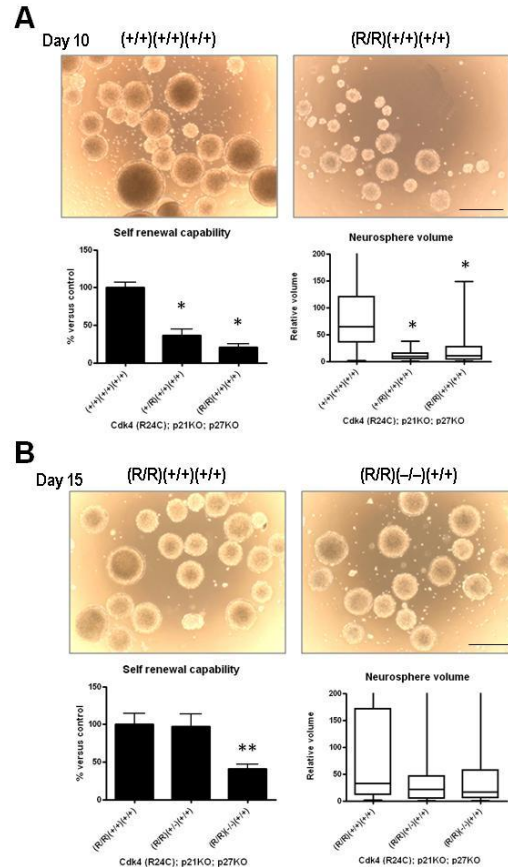 A
Day 10 (+/+)(+/+)(+/+) (R/R)(+/+)(+/+)
Self renewal capability
% versus control
150
100
50
0
*
*
(+/+)(+/+)(+/+)
(+/R)(+/+)(+/+)
(R/R)(+/+)(+/+)
Cdk4 (R24C); p21KO; p27KO
Neurosphere volume
Relative volume
200
150
100
50
0
*
*
(+/+)(+/+)(+/+)
(+/R)(+/+)(+/+)
(R/R)(+/+)(+/+)
Cdk4 (R24C); p21KO; p27KO
B
Day 15 (R/R)(+/+)(+/+) (R/R)(–/–)(+/+)
Self renewal capability
% versus control
150
100
50
0
**
(R/R)(+/+)(+/+)
(R/R)(+/-)(+/+)
(R/R)(-/-)(+/+)
Cdk4 (R24C); p21KO; p27KO
Neurosphere volume
Relative volume
200
150
100
50
0
(R/R)(+/+)(+/+)
(R/R)(+/-)(+/+)
(R/R)(-/-)(+/+)
Cdk4 (R24C); p21KO; p27KO